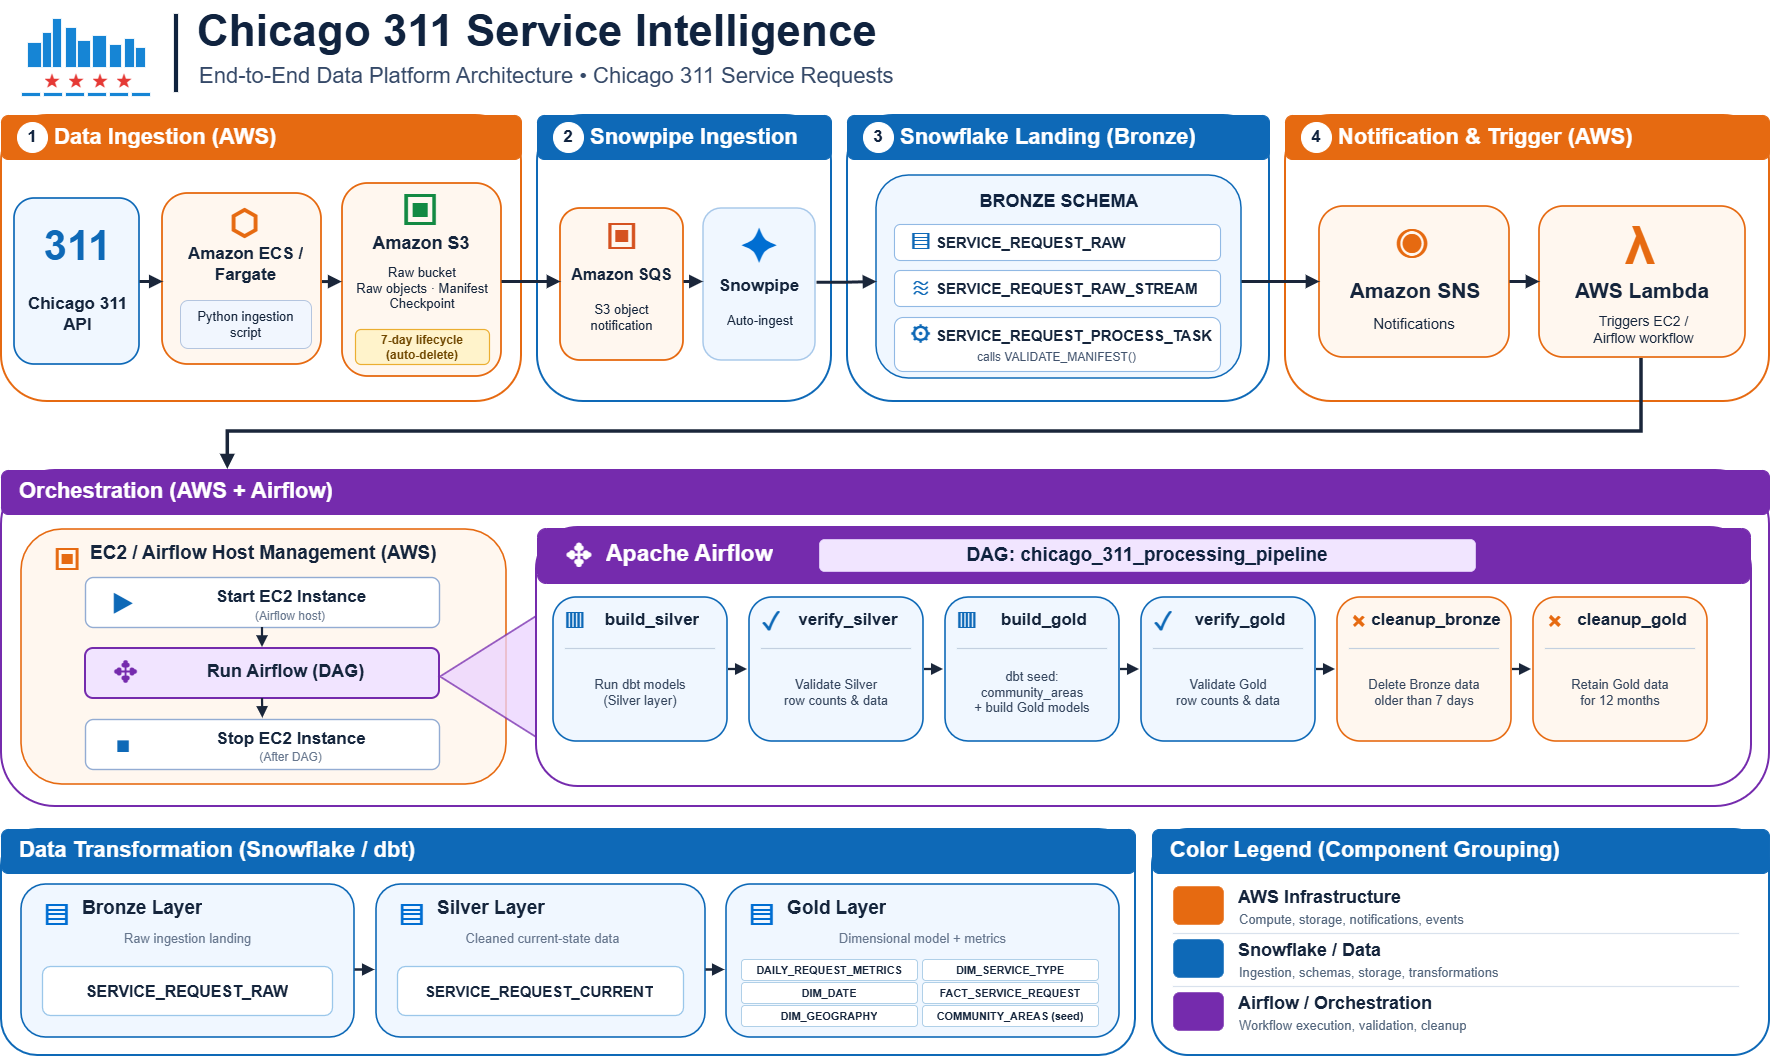 Chicago 311 Service Intelligence
End-to-End Data Platform Architecture • Chicago 311 Service Requests
1 Data Ingestion (AWS)
311
Chicago 311
API
Amazon ECS /
Fargate
Python ingestion
script
Amazon S3
Raw bucket
Raw objects · Manifest
Checkpoint
7-day lifecycle
(auto-delete)
2 Snowpipe Ingestion
Amazon SQS
S3 object
notification
Snowpipe
Auto-ingest
3 Snowflake Landing (Bronze)
BRONZE SCHEMA
SERVICE_REQUEST_RAW
SERVICE_REQUEST_RAW_STREAM
SERVICE_REQUEST_PROCESS_TASK
calls VALIDATE_MANIFEST()
4 Notification & Trigger (AWS)
Amazon SNS
Notifications
λ
AWS Lambda
Triggers EC2 /
Airflow workflow
Orchestration (AWS + Airflow)
EC2 / Airflow Host Management (AWS)
Start EC2 Instance
(Airflow host)
Run Airflow (DAG)
Stop EC2 Instance
(After DAG)
Apache Airflow
DAG: chicago_311_processing_pipeline
build_silver
Run dbt models
(Silver layer)
verify_silver
Validate Silver
row counts & data
build_gold
dbt seed:
community_areas
+ build Gold models
verify_gold
Validate Gold
row counts & data
cleanup_bronze
Delete Bronze data
older than 7 days
cleanup_gold
Retain Gold data
for 12 months
Data Transformation (Snowflake / dbt)
Bronze Layer
Raw ingestion landing
SERVICE_REQUEST_RAW
Silver Layer
Cleaned current-state data
SERVICE_REQUEST_CURRENT
Gold Layer
Dimensional model + metrics
DAILY_REQUEST_METRICS
DIM_SERVICE_TYPE
DIM_DATE
FACT_SERVICE_REQUEST
DIM_GEOGRAPHY
COMMUNITY_AREAS (seed)
Color Legend (Component Grouping)
AWS Infrastructure
Compute, storage, notifications, events
Snowflake / Data
Ingestion, schemas, storage, transformations
Airflow / Orchestration
Workflow execution, validation, cleanup